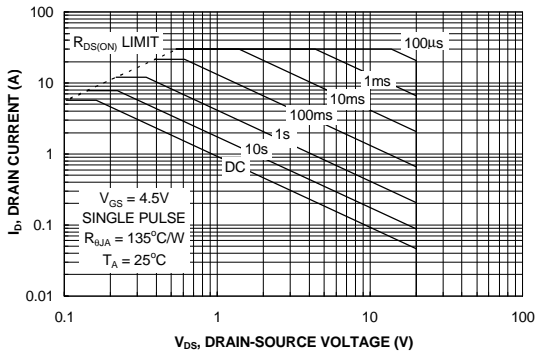 100
R_DS(ON) LIMIT
100µs
10
1ms
10ms
100ms
1s
1
10s
DC
V_GS = 4.5V
SINGLE PULSE
R_θJA = 135°C/W
T_A = 25°C
0.1
0.01
0.1
1
10
100
I_D, DRAIN CURRENT (A)
V_DS, DRAIN-SOURCE VOLTAGE (V)